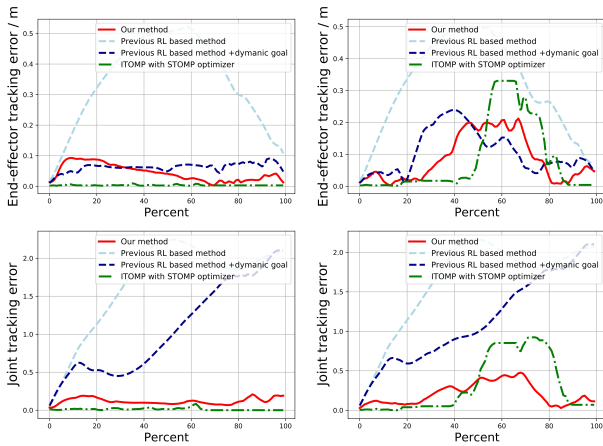 End-effector tracking error / m
0.5
0.4
0.3
0.2
0.1
0.0
Our method
Previous RL based method
Previous RL based method +dymanic goal
ITOMP with STOMP optimizer
0 20 40 60 80 100
Percent
End-effector tracking error / m
0.5
0.4
0.3
0.2
0.1
0.0
Our method
Previous RL based method
Previous RL based method +dymanic goal
ITOMP with STOMP optimizer
0 20 40 60 80 100
Percent
Joint tracking error
2.0
1.5
1.0
0.5
0.0
Our method
Previous RL based method
Previous RL based method +dymanic goal
ITOMP with STOMP optimizer
0 20 40 60 80 100
Percent
Joint tracking error
2.0
1.5
1.0
0.5
0.0
Our method
Previous RL based method
Previous RL based method +dymanic goal
ITOMP with STOMP optimizer
0 20 40 60 80 100
Percent